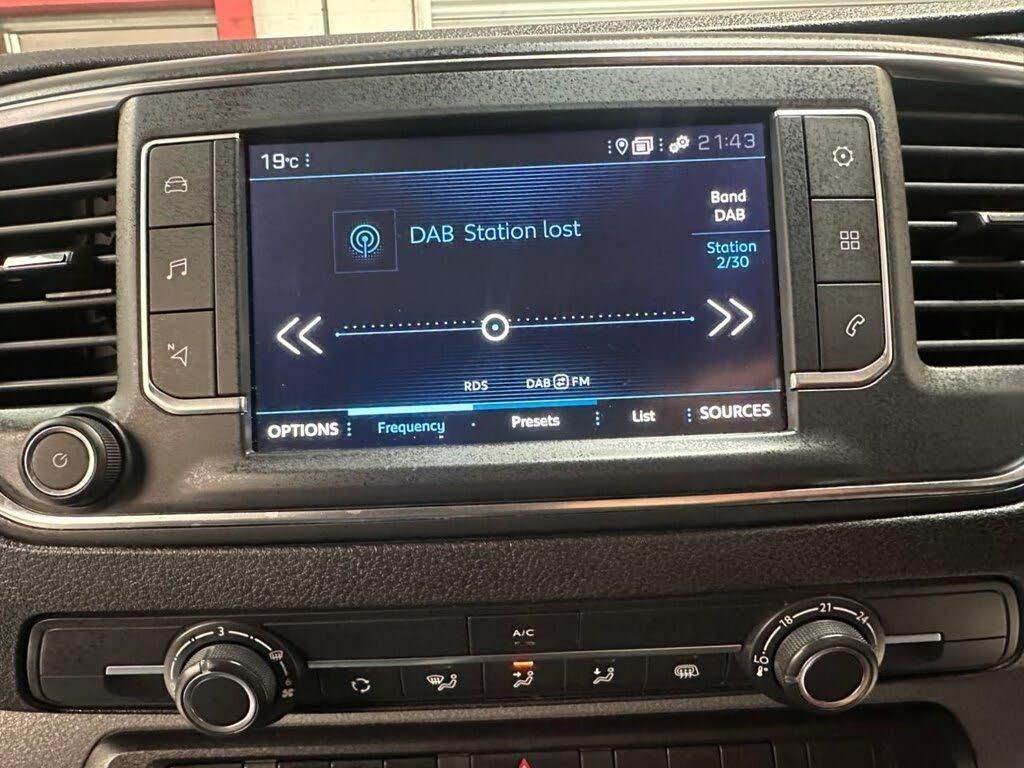 19°C
21:43
Band
DAB
DAB Station lost
Station
2/30
N
RDS DAB FM
OPTIONS Frequency Presets List SOURCES
3
18 21 24
A/C